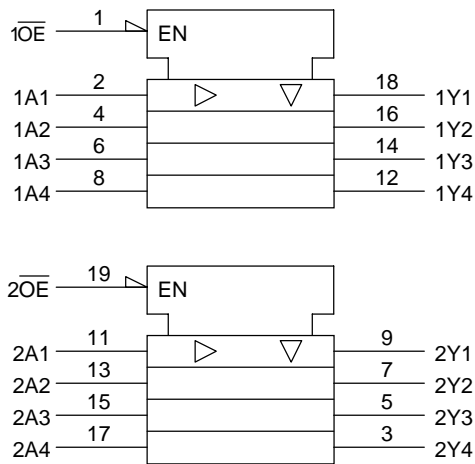 1OE 1 EN
1A1 2 18 1Y1
1A2 4 16 1Y2
1A3 6 14 1Y3
1A4 8 12 1Y4
2OE 19 EN
2A1 11 9 2Y1
2A2 13 7 2Y2
2A3 15 5 2Y3
2A4 17 3 2Y4